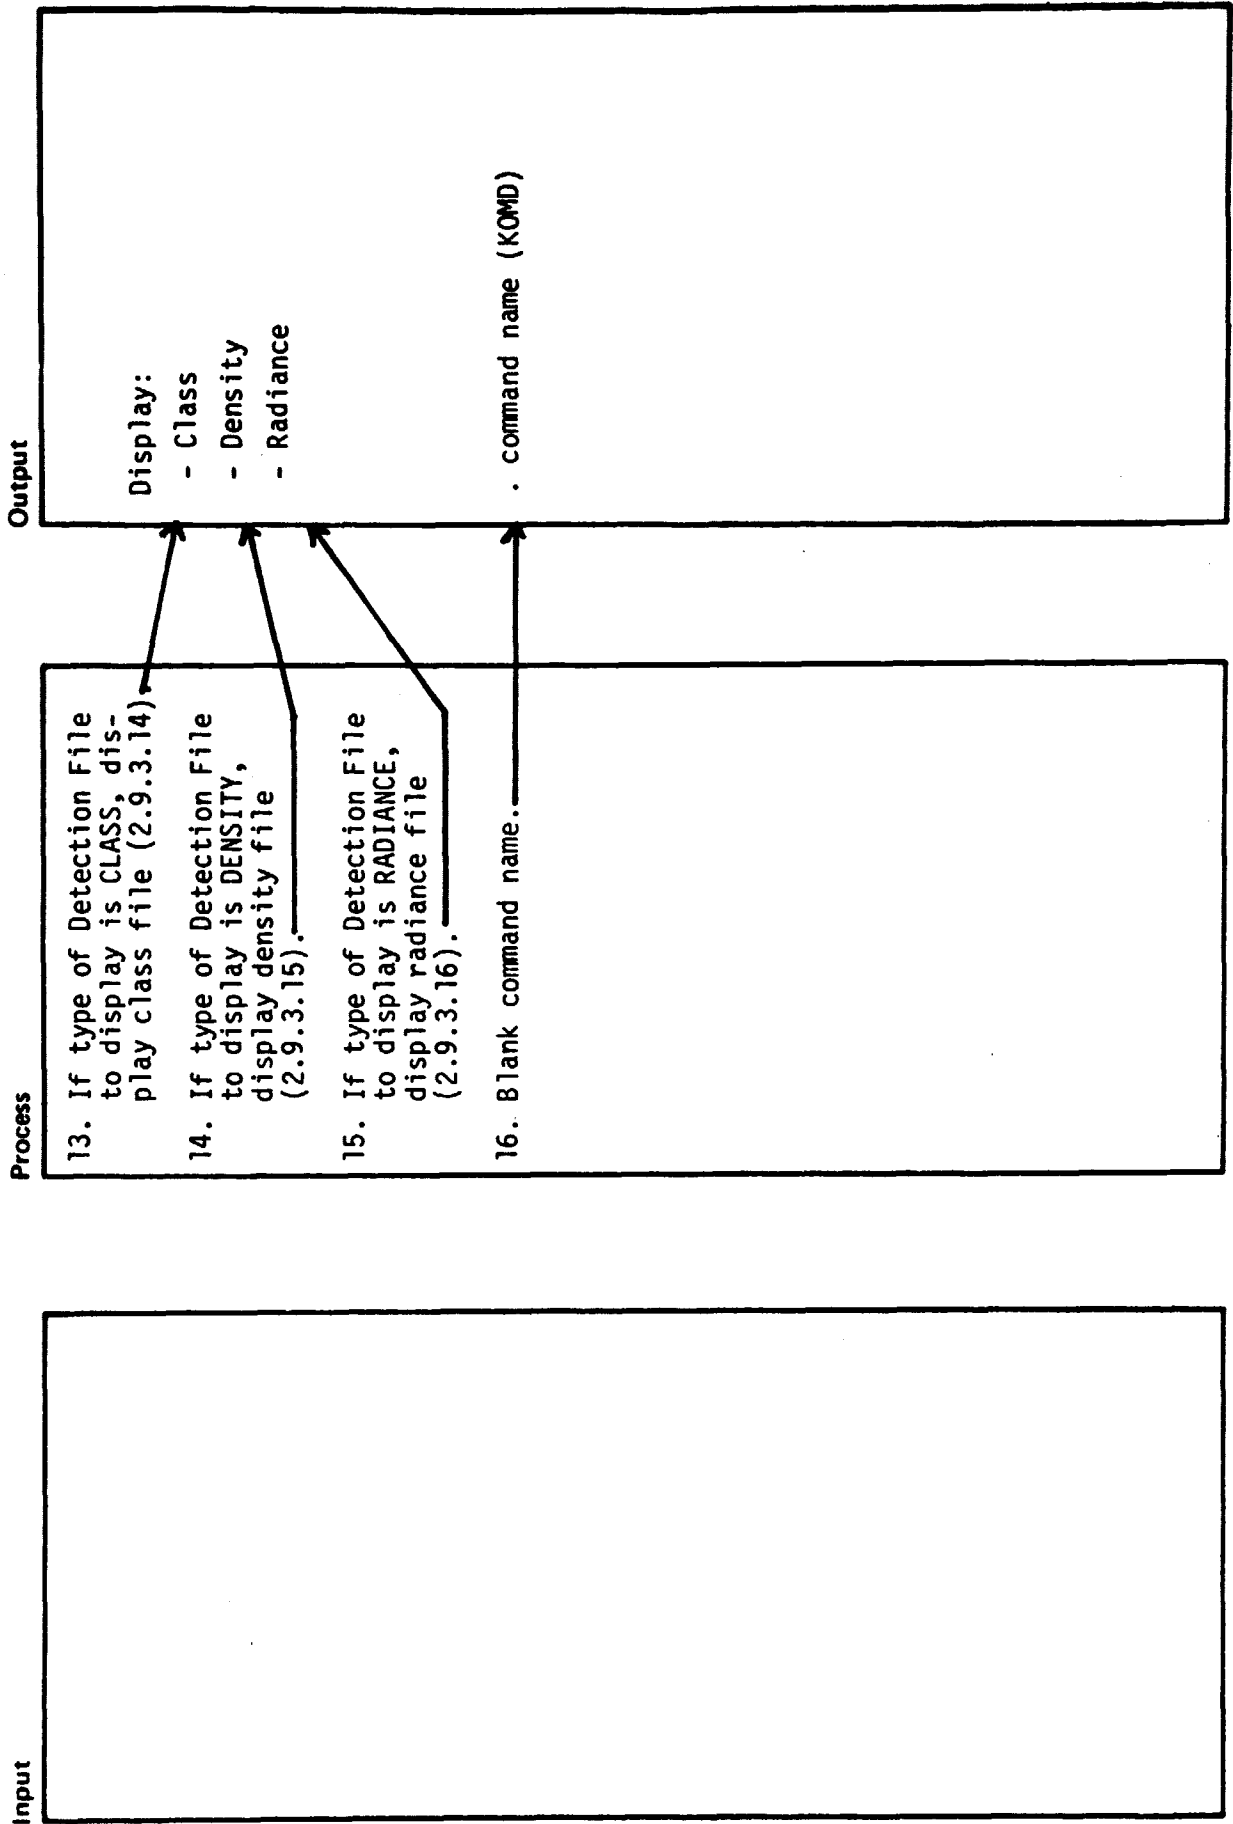 Input
Process
13. If type of Detection File
to display is CLASS, dis-
play class file (2.9.3.14).
14. If type of Detection File
to display is DENSITY,
display density file
(2.9.3.15).
15. If type of Detection File
to display is RADIANCE,
display radiance file
(2.9.3.16).
16. Blank command name.
Output
Display:
- Class
- Density
- Radiance
. command name (KOMD)